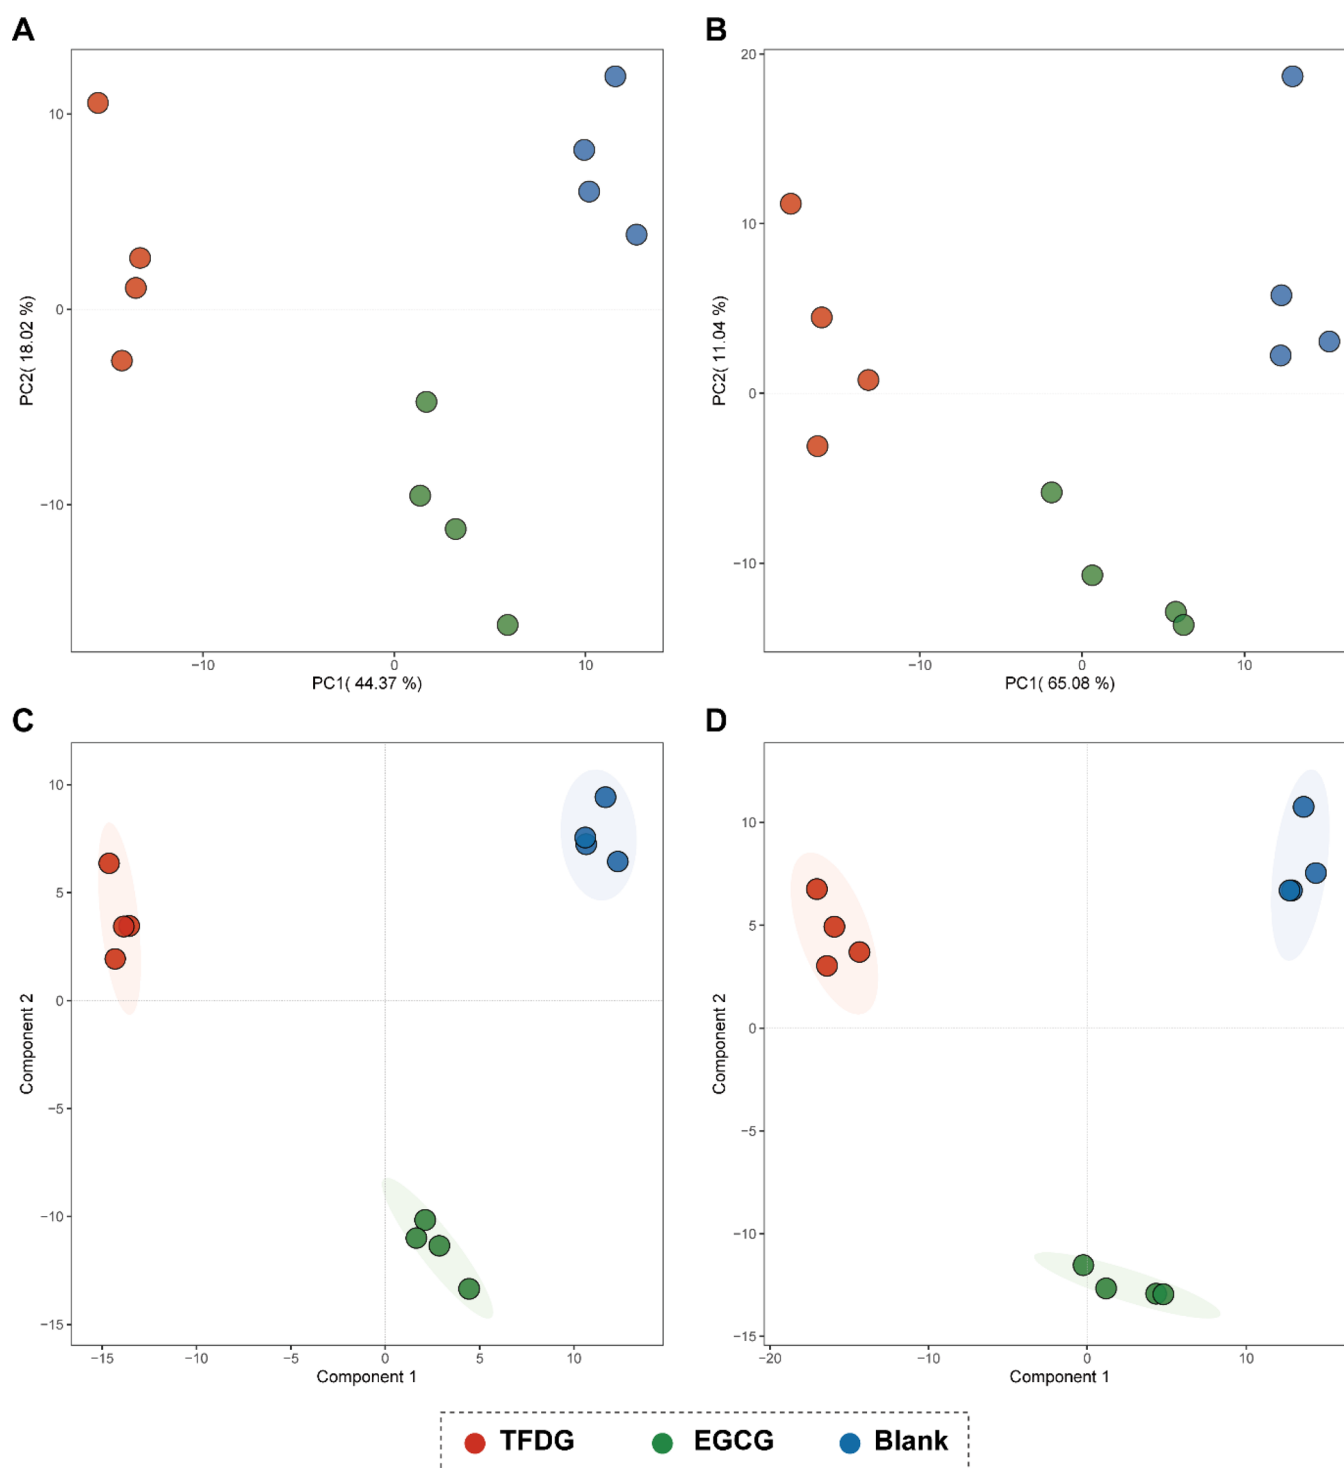 A
10
0
−10
PC2( 18.02 %)
−10 0 10
PC1( 44.37 %)
B
20
10
0
−10
PC2( 11.04 %)
−10 0 10
PC1( 65.08 %)
C
10
5
0
−5
−10
−15
Component 2
−15 −10 −5 0 5 10
Component 1
D
10
5
0
−5
−10
−15
Component 2
−20 −10 0 10
Component 1
TFDG EGCG Blank